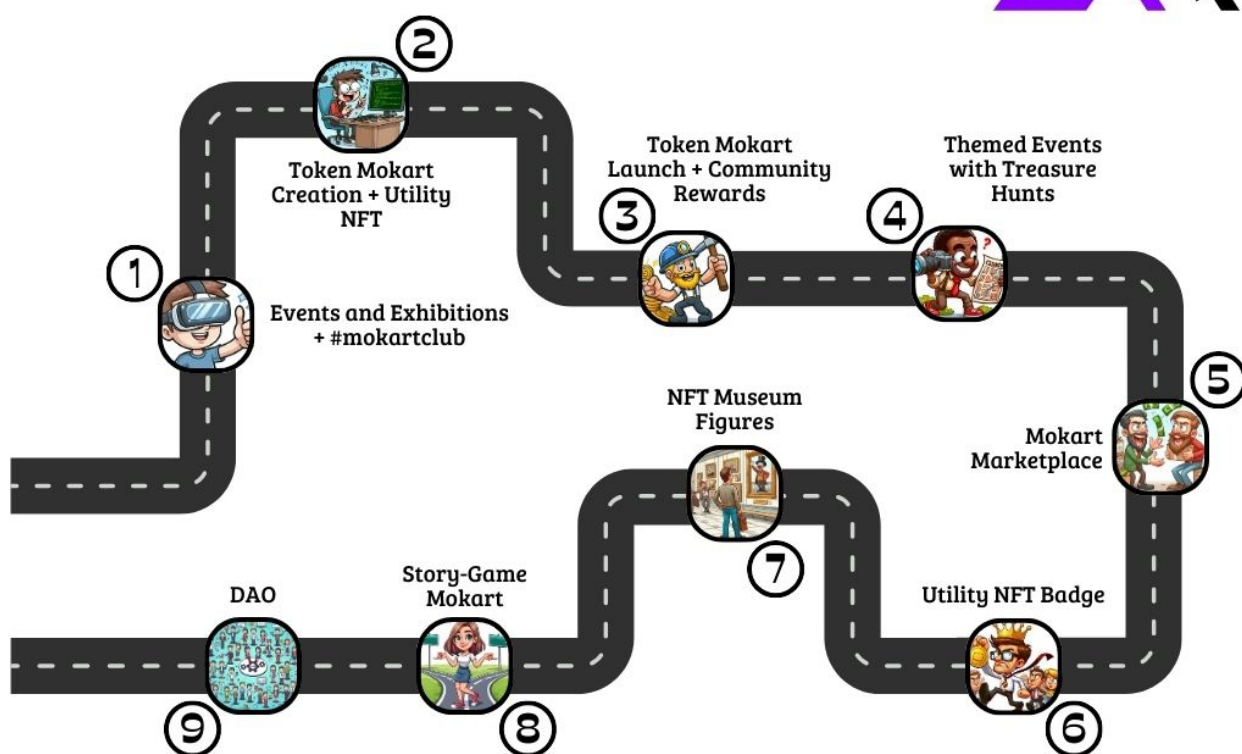 1
Events and Exhibitions
+ #mokartclub
2
Token Mokart
Creation + Utility
NFT
3
Token Mokart
Launch + Community
Rewards
4
Themed Events
with Treasure
Hunts
?
5
Mokart
Marketplace
6
Utility NFT Badge
7
NFT Museum
Figures
8
Story-Game
Mokart
9
DAO